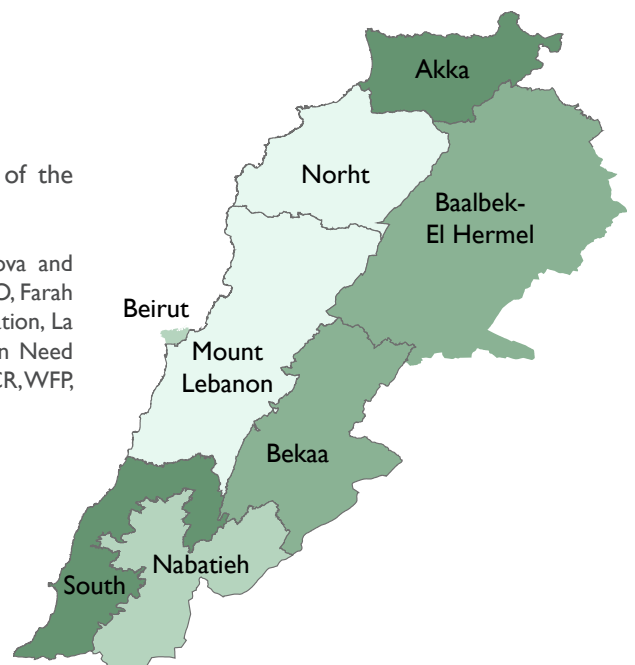 of the
ova and
O, Farah
ation, La
n Need
CR, WFP,
Akka
Norht
Baalbek-
El Hermel
Beirut
Mount
Lebanon
Bekaa
Nabatieh
South